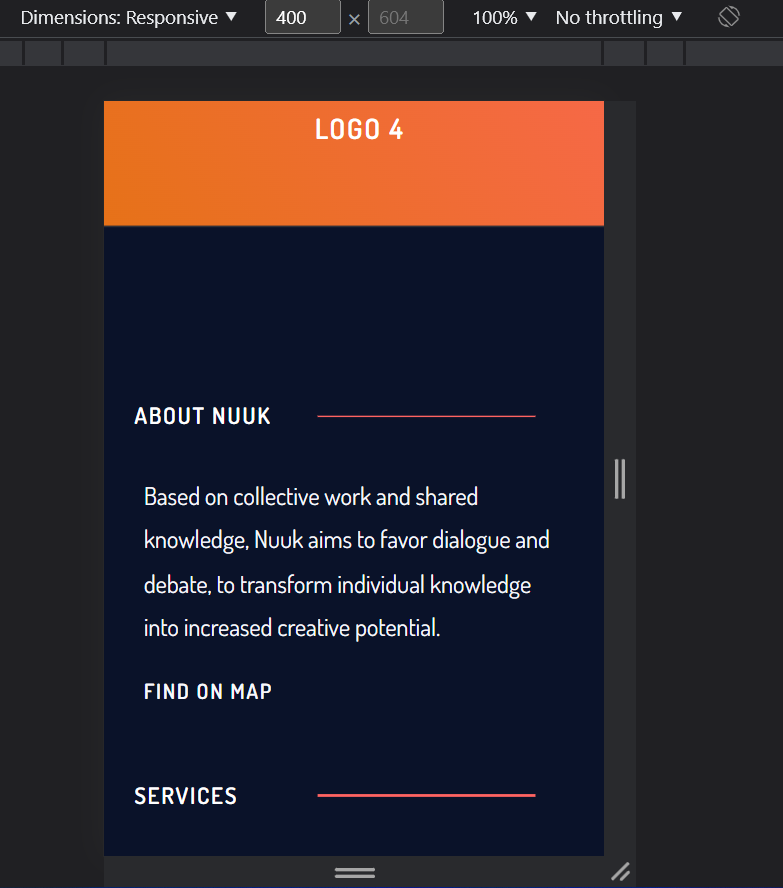 Dimensions: Responsive ▼ 400 × 604 100% ▼ No throttling ▼
LOGO 4
ABOUT NUUK
Based on collective work and shared
knowledge, Nuuk aims to favor dialogue and
debate, to transform individual knowledge
into increased creative potential.
FIND ON MAP
SERVICES